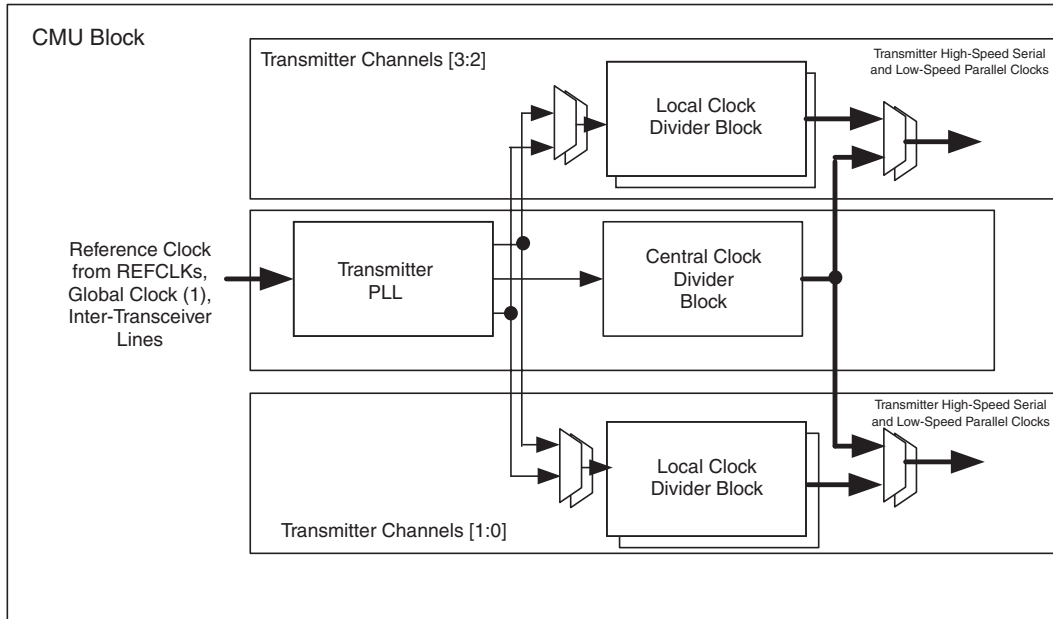 CMU Block
Transmitter Channels [3:2]
Transmitter High-Speed Serial
and Low-Speed Parallel Clocks
Local Clock
Divider Block
Reference Clock
from REFCLKs,
Global Clock (1),
Inter-Transceiver
Lines
Transmitter
PLL
Central Clock
Divider
Block
Transmitter High-Speed Serial
and Low-Speed Parallel Clocks
Local Clock
Divider Block
Transmitter Channels [1:0]